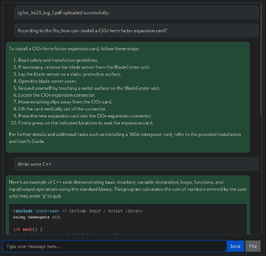 rg1ec_hs23_iug_1.pdf uploaded successfully.
According to the file, how can I install a CIOv form factor expansion card?
To install a CIOv form factor expansion card, follow these steps:
1. Read safety and installation guidelines.
2. If necessary, remove the blade server from the BladeCenter unit.
3. Lay the blade server on a static-protective surface.
4. Open the blade server cover.
5. Ground yourself by touching a metal surface on the BladeCenter unit.
6. Locate the CIOv expansion connector.
7. Move retaining clips away from the CIOv card.
8. Lift the card vertically out of the connector.
9. Press the new expansion card into the CIOv expansion connector.
10. Firmly press on the indicated locations to seat the expansion card.
For further details and additional tasks such as installing a 10Gb interposer card, refer to the provided Installation
and User's Guide.
Write some C++
Here's an example of C++ code demonstrating basic structure, variable declaration, loops, functions, and
input/output operations using the standard library. This program calculates the sum of numbers entered by the user
until they enter 'q' to quit:
#include <iostream> // Include Input / Output Library
using namespace std;
int main() {
Type your message here...
Send
File